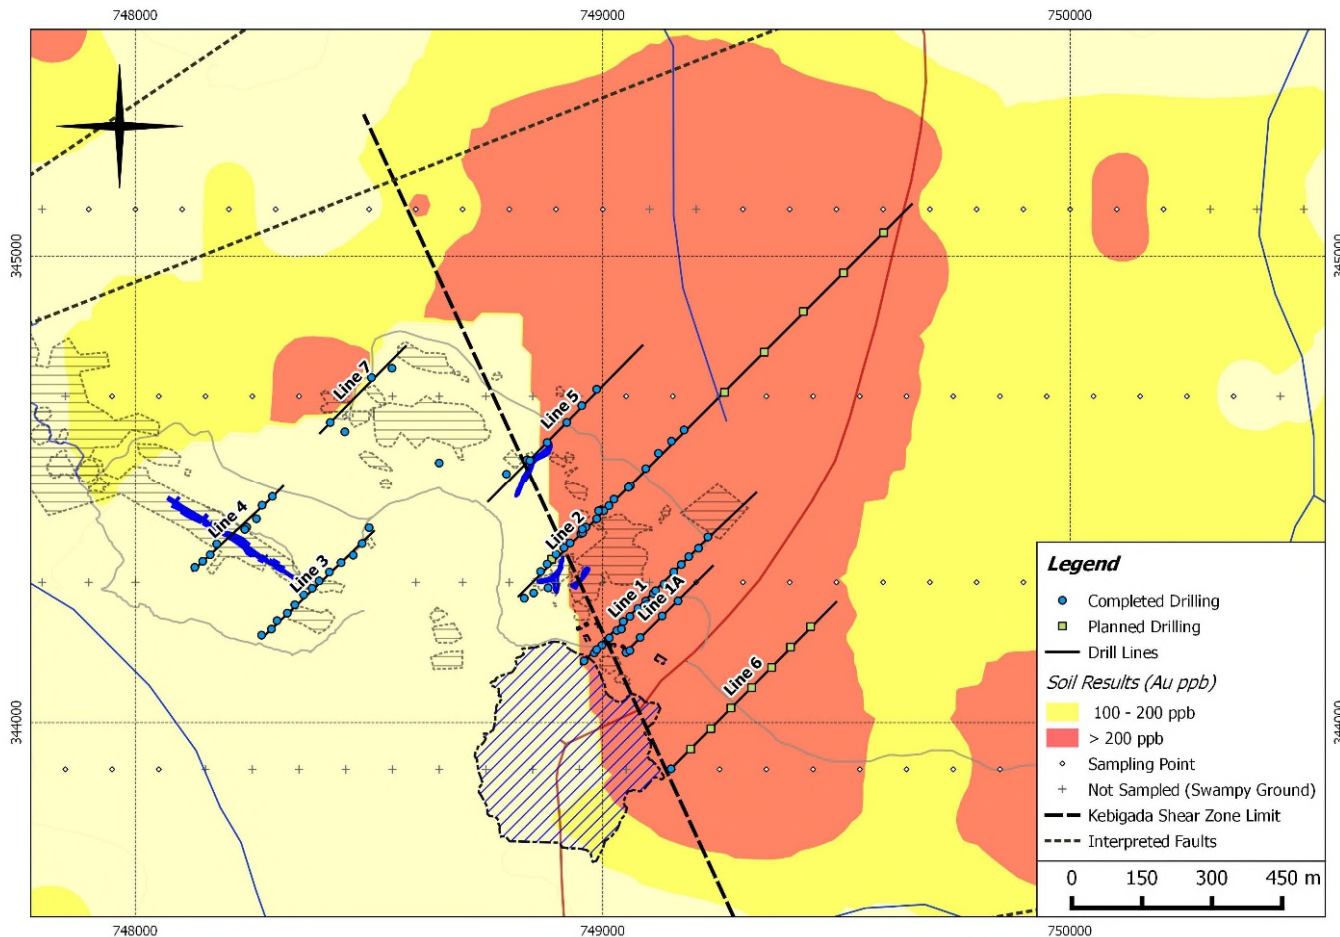 748000 749000 750000
345000 345000
344000 344000
Line 7
Line 5
Line 4
Line 3
Line 2
Line 1
Line 1A
Line 6
Legend
Completed Drilling
Planned Drilling
Drill Lines
Soil Results (Au ppb)
100 - 200 ppb
> 200 ppb
Sampling Point
Not Sampled (Swampy Ground)
Kebigada Shear Zone Limit
Interpreted Faults
0 150 300 450 m
748000 749000 750000